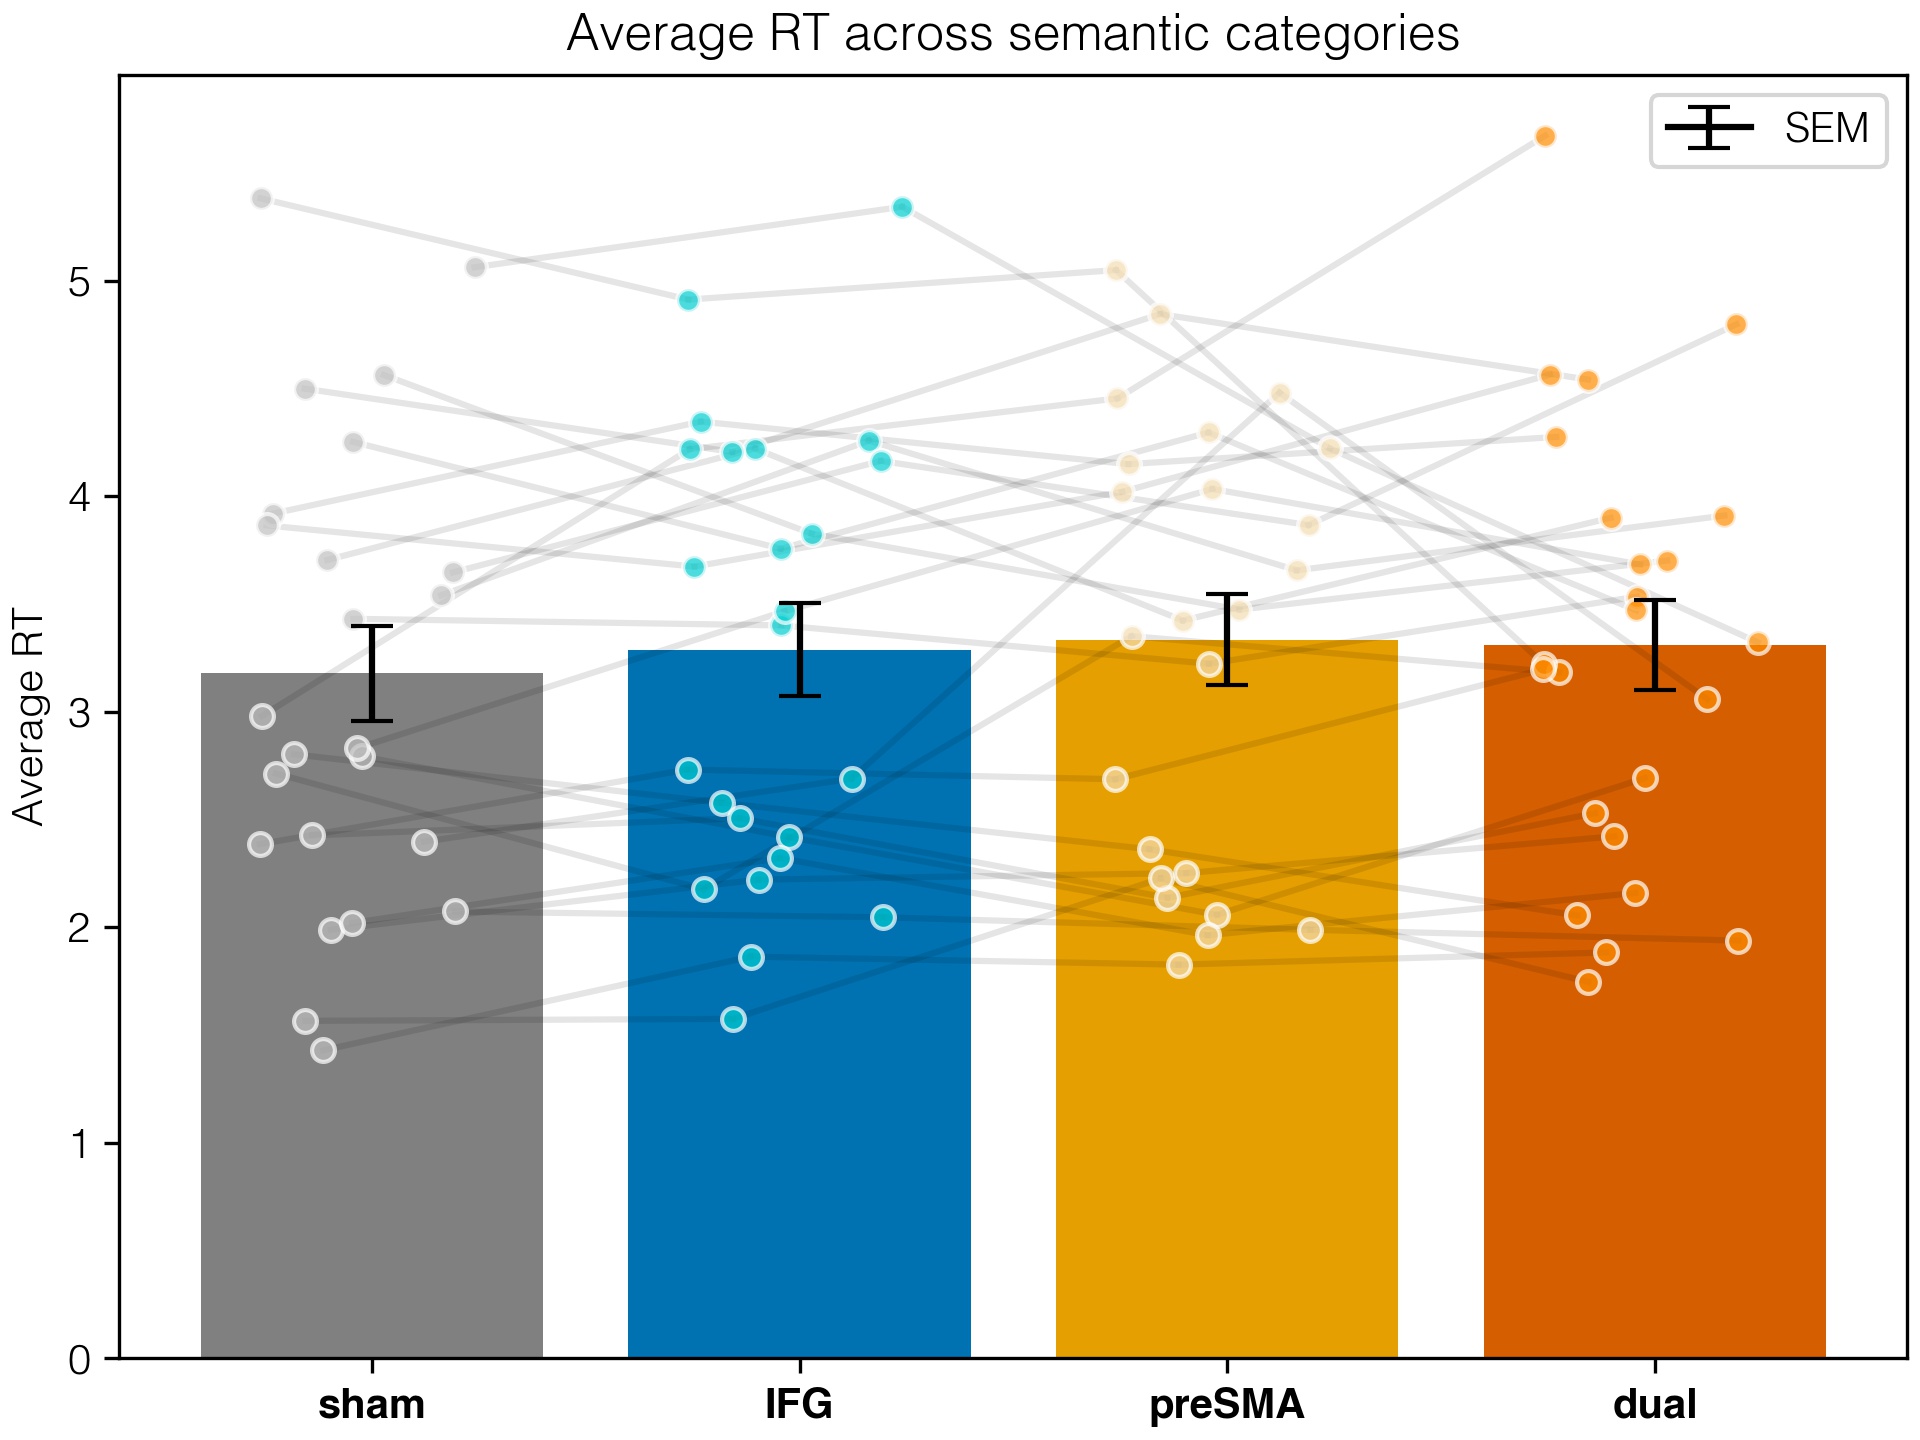 Average RT across semantic categories
SEM
Average RT
5
4
3
2
1
0
sham
IFG
preSMA
dual